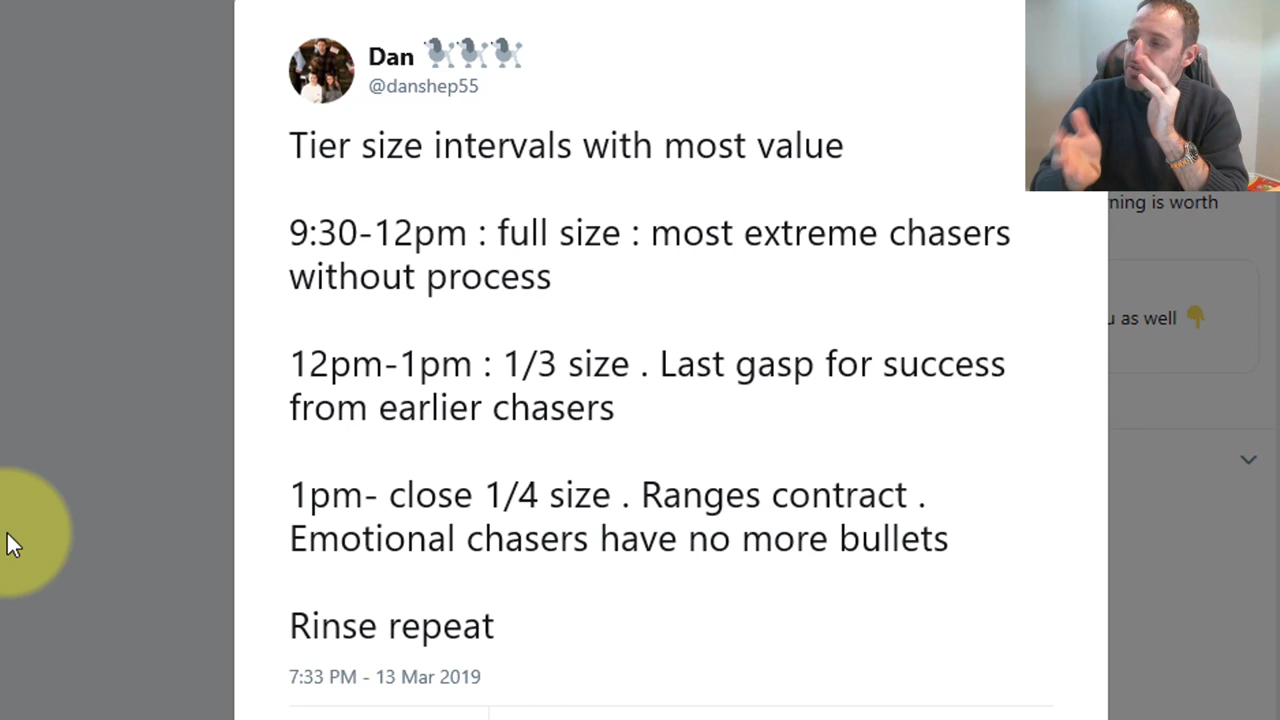 Dan 🐩🐩🐩
@danshep55
Tier size intervals with most value
9:30-12pm : full size : most extreme chasers
without process
12pm-1pm : 1/3 size . Last gasp for success
from earlier chasers
1pm- close 1/4 size . Ranges contract .
Emotional chasers have no more bullets
Rinse repeat
7:33 PM - 13 Mar 2019
rning is worth
u as well 👇